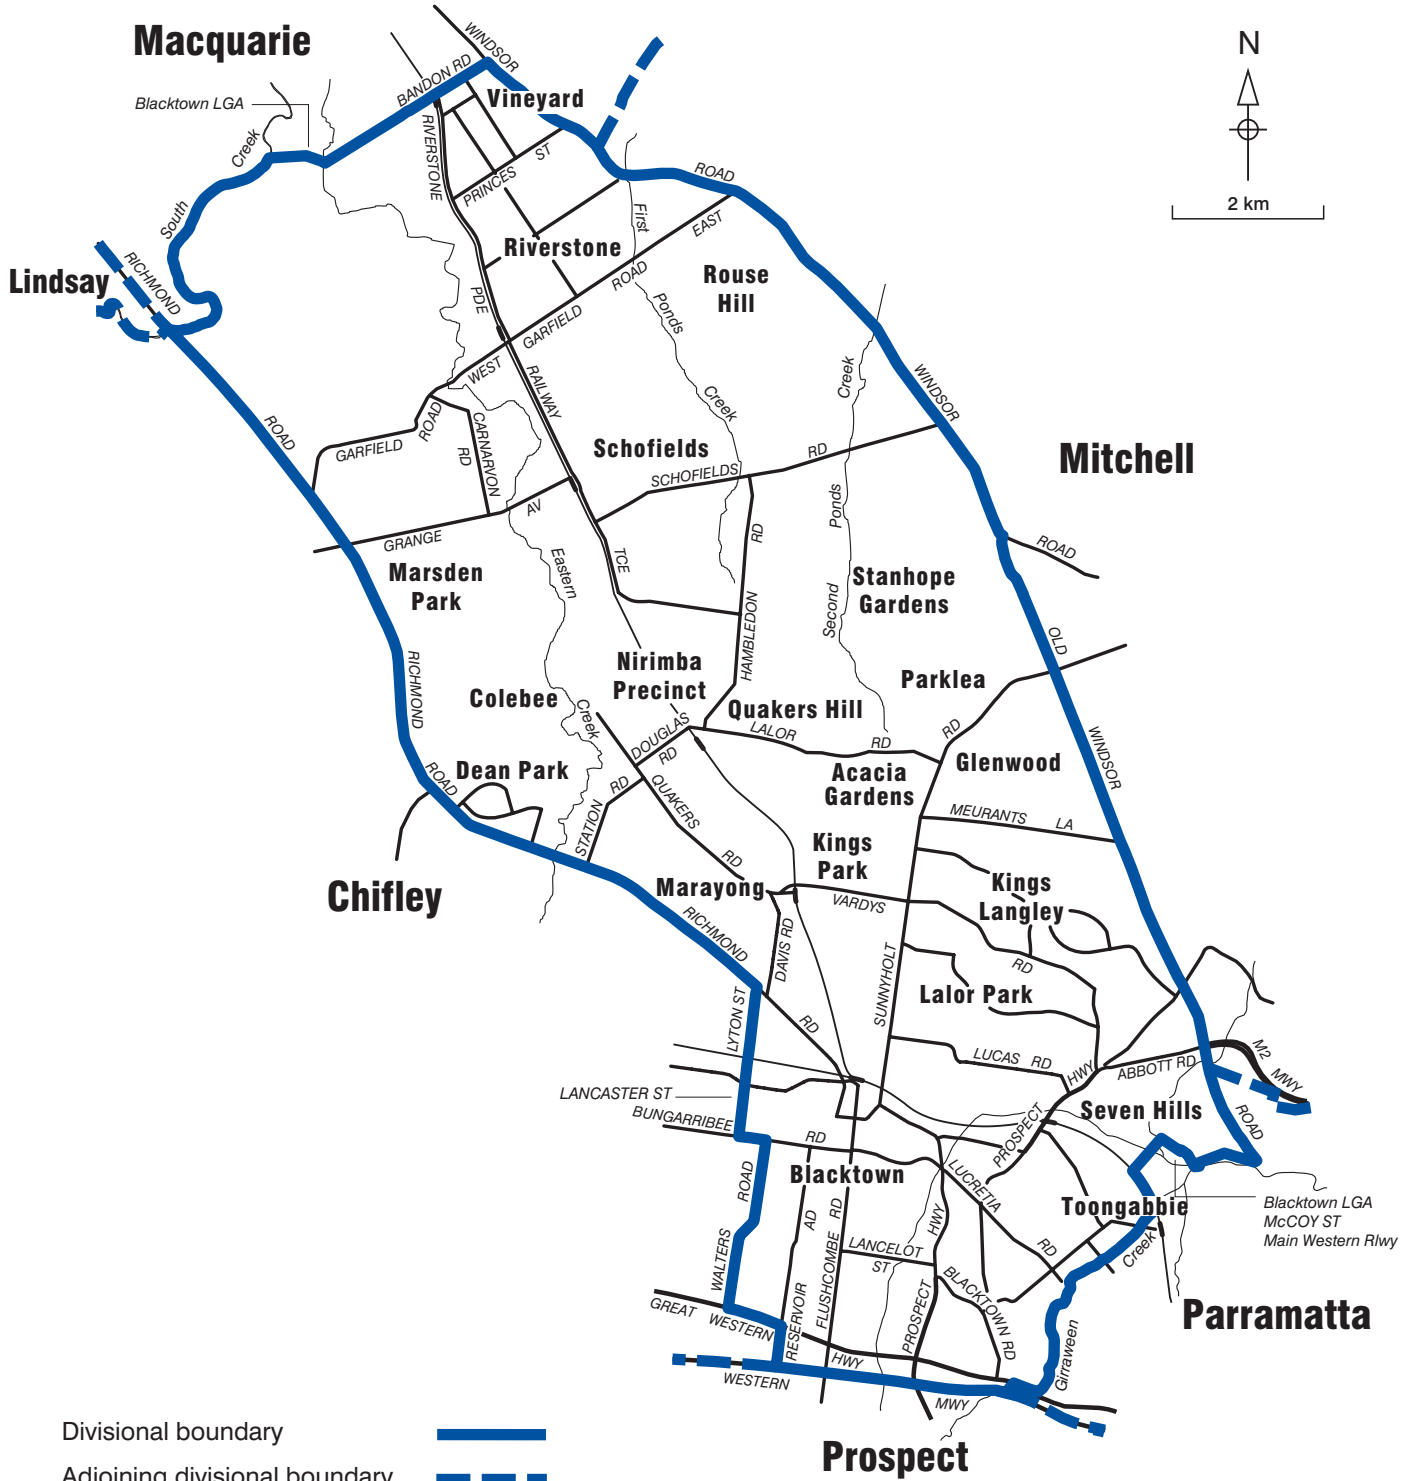 Macquarie
Blacktown LGA
Creek
South
BANDON RD
WINDSOR
Vineyard
RIVERSTONE
PRINCES ST
ROAD
First
N
2 km
Lindsay
RICHMOND
Riverstone
EAST
ROAD
GARFIELD
Rouse
Hill
PDE
Ponds
Creek
WEST
RAILWAY
Creek
WINDSOR
ROAD
GARFIELD
ROAD
CARNARVON
RD
Schofields
SCHOFIELDS
RD
Mitchell
GRANGE
AV
Ponds
ROAD
Marsden
Park
Eastern
TCE
RD
Stanhope
Gardens
Second
HAMBLEDON
OLD
RICHMOND
Nirimba
Precinct
Colebee
Creek
Parklea
Quakers Hill
DOUGLAS
RD
LALOR
RD
RD
WINDSOR
Glenwood
ROAD
Dean Park
RD
STATION
QUAKERS
Acacia
Gardens
MEURANTS LA
RD
Kings
Park
Chifley
Marayong
VARDYS
Kings
Langley
RICHMOND
DAVIS RD
RD
SUNNYHOLT
Lalor Park
LYTON ST
RD
LUCAS RD
HWY
ABBOTT RD
M2
MWY
LANCASTER ST
BUNGARRIBEE
RD
PROSPECT
Seven Hills
ROAD
Blacktown
LUCRETIA
Toongabbie
ROAD
AD
RD
HWY
RD
Creek
Blacktown LGA
McCOY ST
Main Western Rlwy
WALTERS
LANCELOT
ST
FLUSHCOMBE
BLACKTOWN RD
GREAT
WESTERN
RESERVOIR
PROSPECT
HWY
Girraween
Parramatta
WESTERN
MWY
Divisional boundary
Adjoining divisional boundary
Prospect